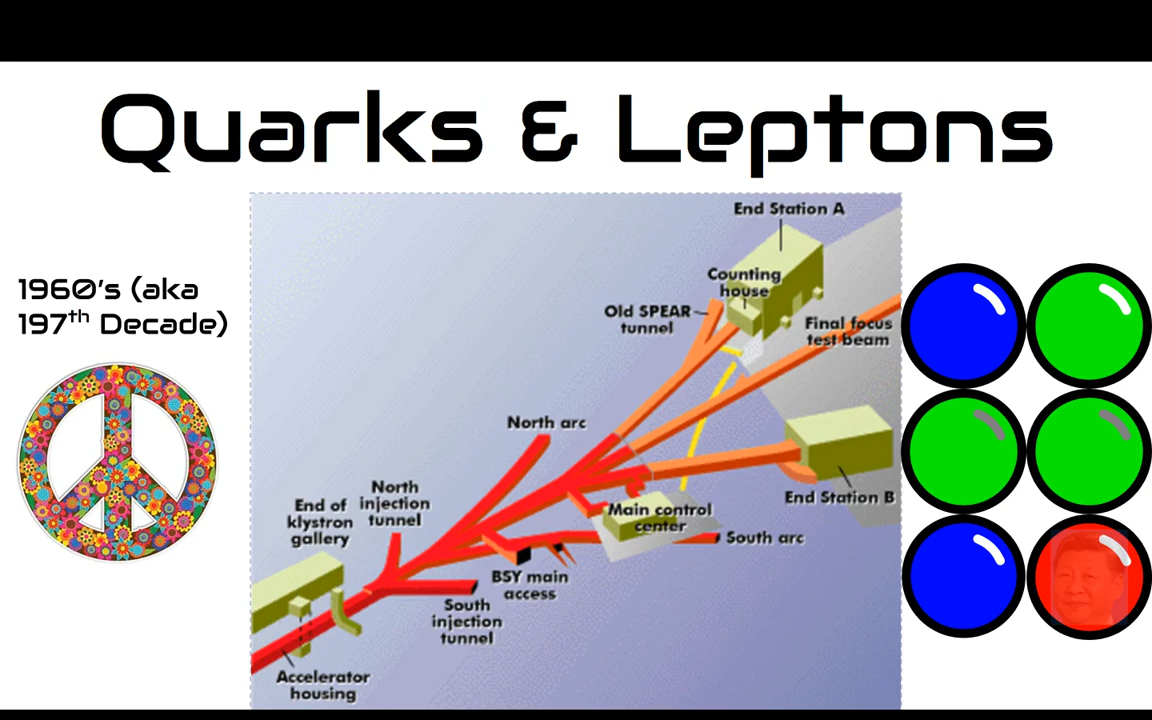 Quarks & Leptons
1960's (aka
197th Decade)
End Station A
Counting
house
Old SPEAR
tunnel
Final focus
test beam
North arc
North
injection
tunnel
End of
klystron
gallery
End Station B
Main control
center
South arc
BSY main
access
South
injection
tunnel
Accelerator
housing